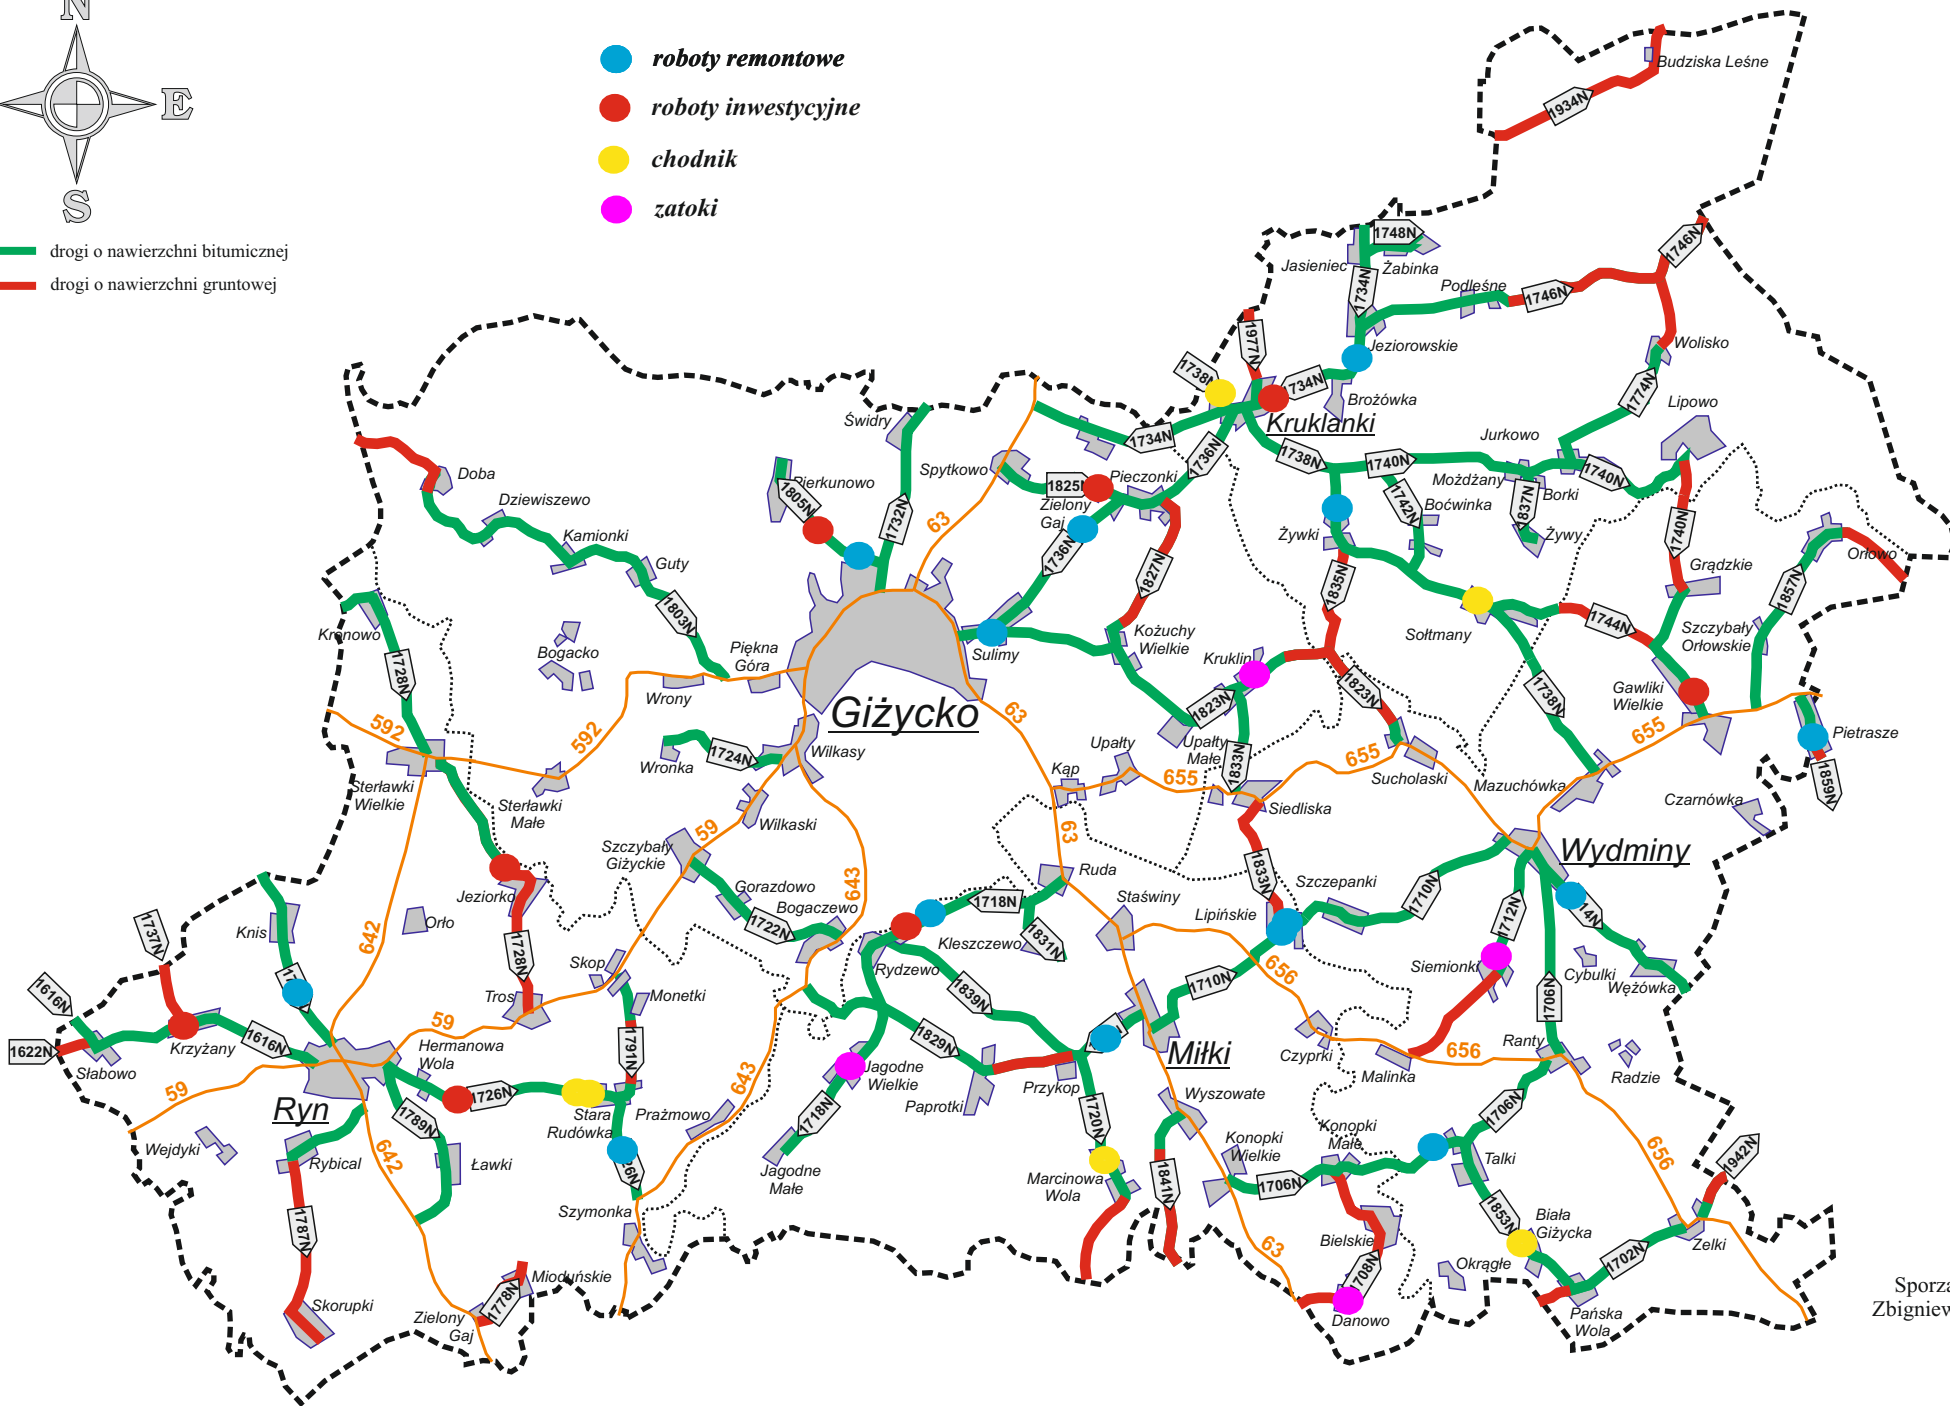 N
E
S
roboty remontowe
roboty inwestycyjne
chodnik
zatoki
drogi o nawierzchni bitumicznej
drogi o nawierzchni gruntowej
Budziska Leśne
1934N
1748N
Jasieniec
Żabinka
1746N
1734N
Podleśne
1746N
1977N
Jeziorowskie
Wolisko
1738N
1734N
Brożówka
1774N
Lipowo
Świdry
Kruklanki
1734N
1736N
1738N
1740N
Jurkowo
Doba
Pierkunowo
Spytkowo
1825N
Pieczonki
Możdżany
1740N
Dziewiszewo
1805N
Zielony
Gaj
1742N
Boćwinka
1837N
Borki
Kamionki
1732N
63
1736N
Żywki
Żywy
1740N
Orłowo
Guty
1827N
1835N
Grądzkie
1857N
1803N
Kronowo
Sołtmany
1744N
Szczybały
Orłowskie
Bogacko
Piękna
Góra
Sulimy
Kożuchy
Wielkie
Kruklin
1728N
Wrony
1823N
1823N
1738N
Gawliki
Wielkie
592
592
Giżycko
63
655
Pietrasze
Wronka
1724N
Wilkasy
Upałty
Upałty
Małe
1833N
655
Sucholaski
Kąp
655
Mazuchówka
1859N
Sterławki
Wielkie
Sterławki
Małe
Siedliska
Czarnówka
Wilkaski
59
63
Szczybały
Giżyckie
Wydminy
Jeziorko
Gorazdowo
643
Ruda
1833N
Szczepanki
1710N
Orło
Bogaczewo
1718N
Staświny
Lipińskie
1712N
1737N
Knis
642
1722N
Kleszczewo
1831N
1728N
Skop
Rydzewo
656
Siemionki
Cybulki
Wężówka
1616N
Tros
Monetki
1839N
1710N
1706N
59
1616N
1622N
Krzyżany
Hermanowa
Wola
1791N
1829N
Miłki
Czyprki
656
Ranty
Słabowo
59
Malinka
Radzie
Ryn
1726N
643
Jagodne
Wielkie
Przykop
Stara
Rudówka
Prażmowo
Paprotki
Wyszowate
1789N
1718N
1720N
1706N
Wejdyki
Rybical
642
Ławki
Konopki
Wielkie
Konopki
Małe
Talki
656
1942N
Jagodne
Małe
Marcinowa
Wola
1841N
1706N
Szymonka
1853N
Biała
Giżycka
1787N
63
Bielskie
1702N
Zelki
Okrągłe
Skorupki
Mioduńskie
1778N
Zielony
Gaj
1708N
Danowo
Pańska
Wola
Zbigniew